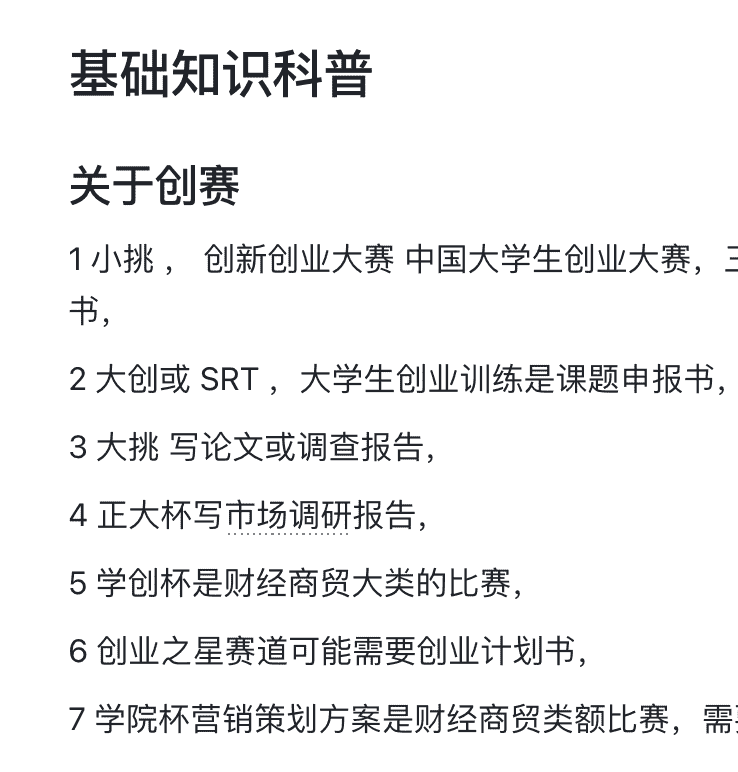 基础知识科普
关于创赛
1 小挑 ， 创新创业大赛 中国大学生创业大赛，
书，
2 大创或 SRT ，大学生创业训练是课题申报书，
3 大挑 写论文或调查报告，
4 正大杯写市场调研报告，
5 学创杯是财经商贸大类的比赛，
6 创业之星赛道可能需要创业计划书，
7 学院杯营销策划方案是财经商贸类额比赛，需